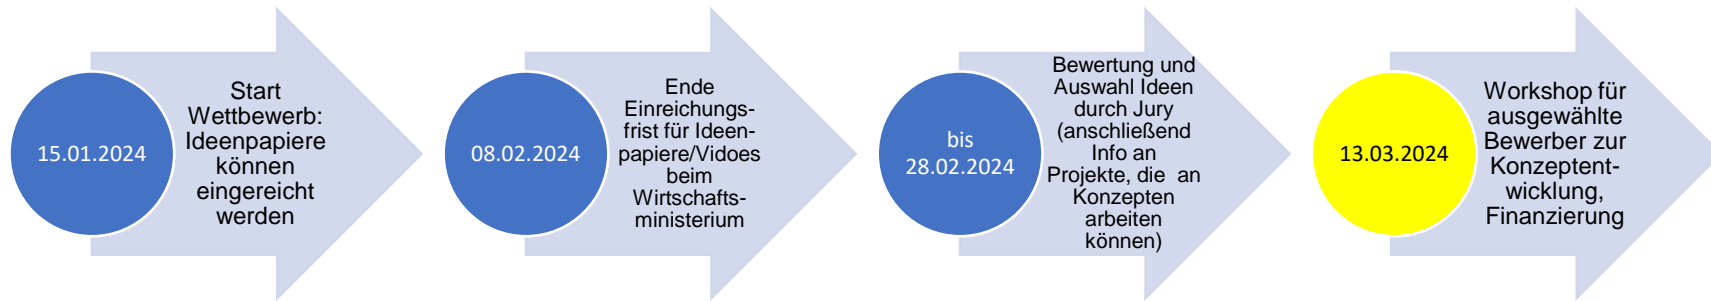 15.01.2024
Start
Wettbewerb:
Ideenpapiere
können
eingereicht
werden
08.02.2024
Ende
Einreichungs-
frist für Ideen-
papiere/Vidoes
beim
Wirtschafts-
ministerium
bis
28.02.2024
Bewertung und
Auswahl Ideen
durch Jury
(anschließend
Info an
Projekte, die an
Konzepten
arbeiten
können)
13.03.2024
Workshop für
ausgewählte
Bewerber zur
Konzeptent-
wicklung,
Finanzierung